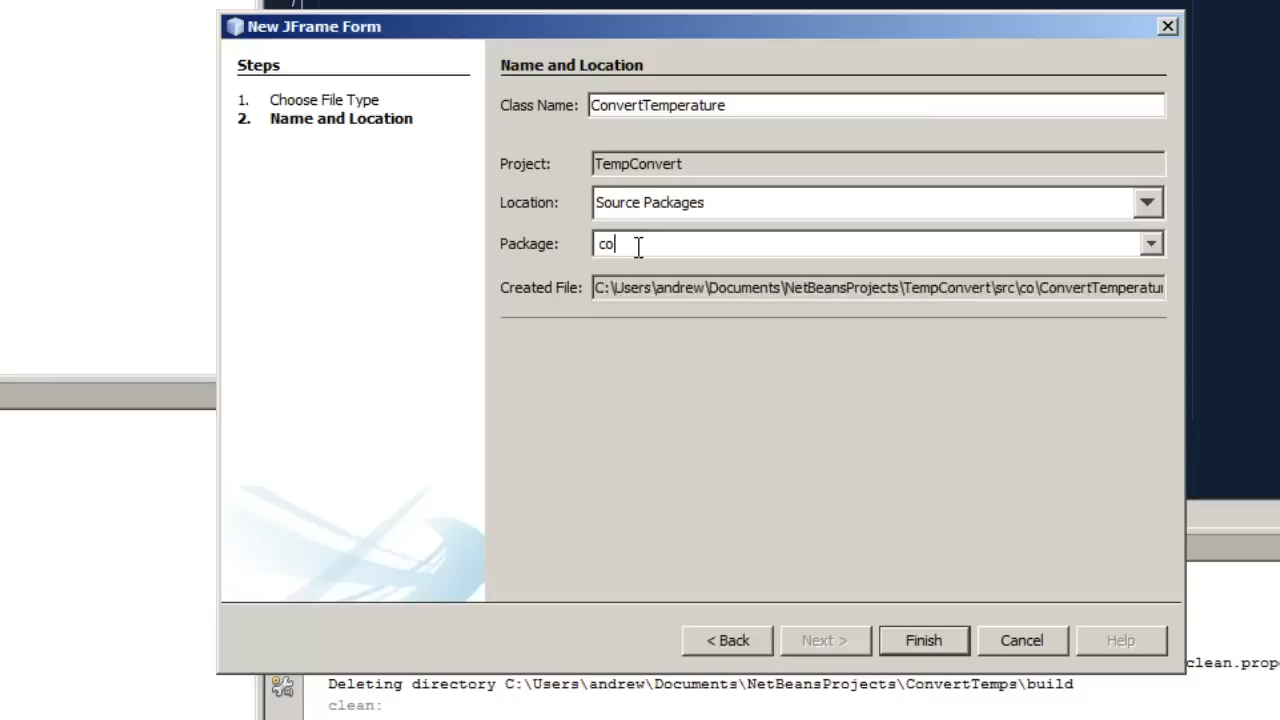 New JFrame Form
Steps
1. Choose File Type
2. Name and Location
Name and Location
Class Name: ConvertTemperature
Project: TempConvert
Location: Source Packages
Package: co
Created File: C:\Users\andrew\Documents\NetBeansProjects\TempConvert\src\co\ConvertTemperatur
< Back
Next >
Finish
Cancel
Help
clean.prope
Deleting directory C:\Users\andrew\Documents\NetBeansProjects\ConvertTemps\build
clean: